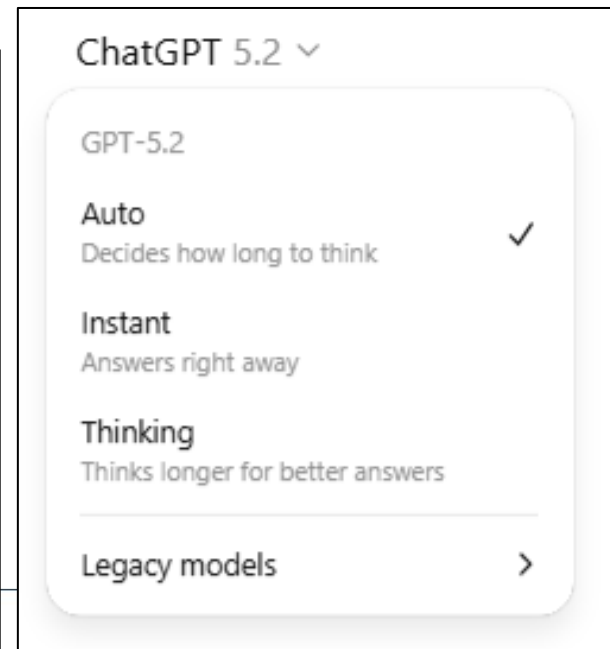 ChatGPT 5.2
GPT-5.2
Auto
Decides how long to think
Instant
Answers right away
Thinking
Thinks longer for better answers
Legacy models